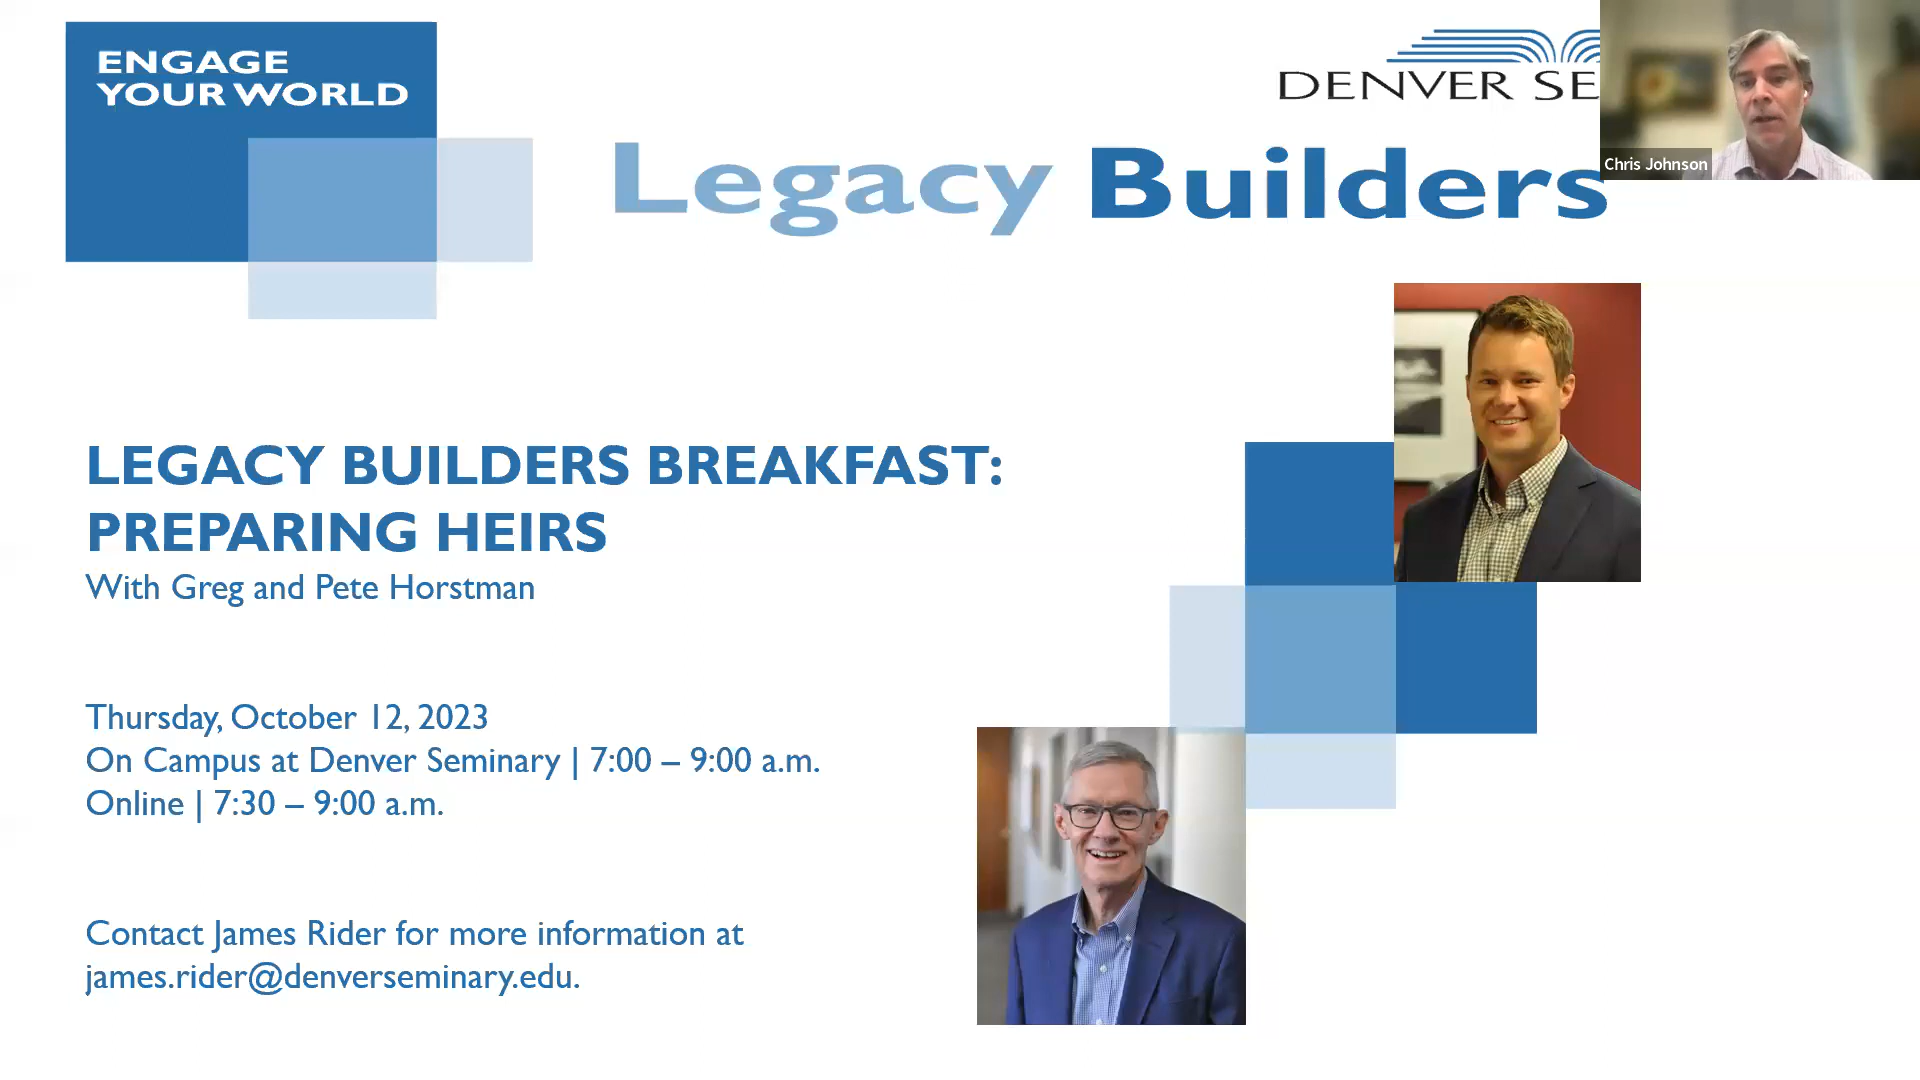 ENGAGE
YOUR WORLD
DENVER SE
Chris Johnson
Legacy Builders
LEGACY BUILDERS BREAKFAST:
PREPARING HEIRS
With Greg and Pete Horstman
Thursday, October 12, 2023
On Campus at Denver Seminary | 7:00 – 9:00 a.m.
Online | 7:30 – 9:00 a.m.
Contact James Rider for more information at
james.rider@denverseminary.edu.